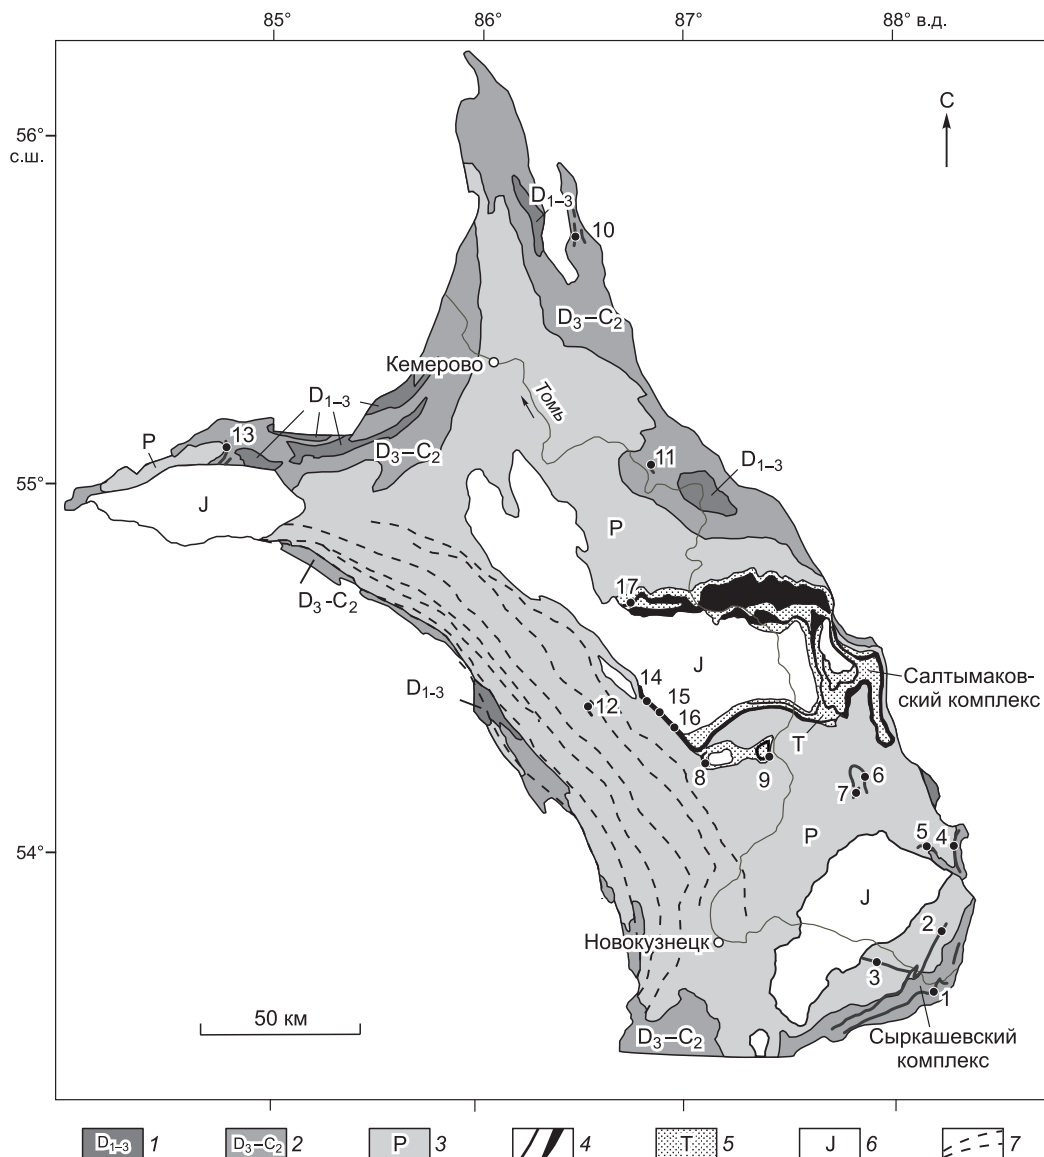 85°
86°
87°
88° в.д.
56°
с.ш.
С
D₁₋₃
10
D₃–C₂
Кемерово
Томь
D₁₋₃
P
13
D₃–C₂
11
D₁₋₃
55°
J
P
D₃-C₂
17
J
Салтымаков-
ский комплекс
D₁₋₃
14
15
12
16
T
8
9
6
7
P
5
4
54°
J
2
Новокузнецк
3
1
50 км
D₃–C₂
Сыркашевский
комплекс
D₁₋₃ 1
D₃–C₂ 2
P 3
4
T 5
J 6
7